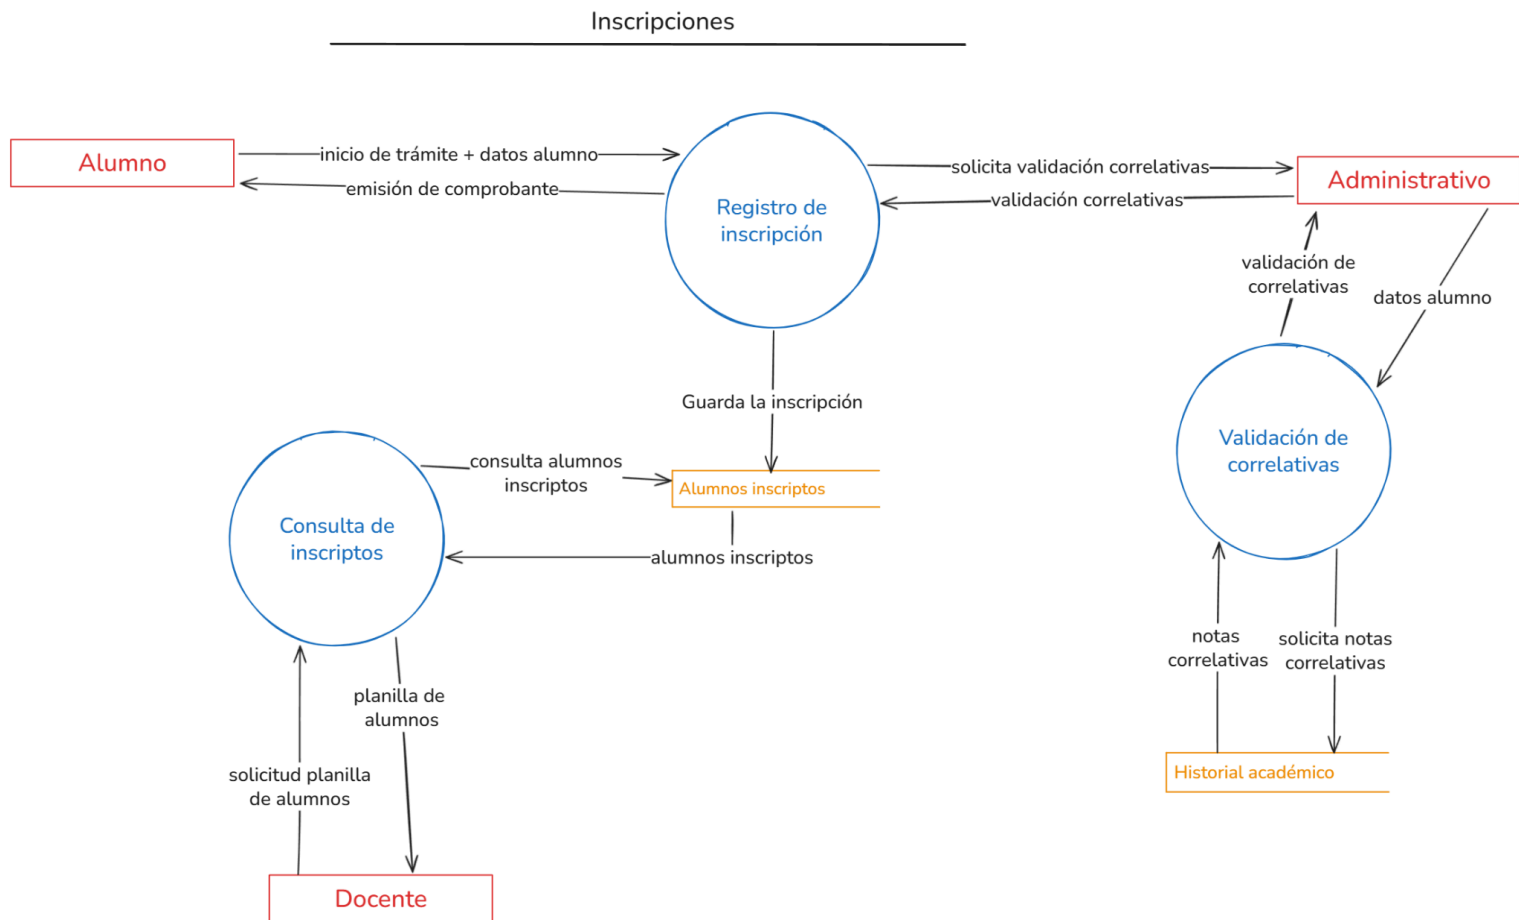 Inscripciones
Alumno
inicio de trámite + datos alumno
emisión de comprobante
Registro de
inscripción
solicita validación correlativas
validación correlativas
Administrativo
validación de
correlativas
datos alumno
Guarda la inscripción
Validación de
correlativas
consulta alumnos
inscriptos
Alumnos inscriptos
Consulta de
inscriptos
alumnos inscriptos
notas
correlativas
solicita notas
correlativas
planilla de
alumnos
solicitud planilla
de alumnos
Historial académico
Docente